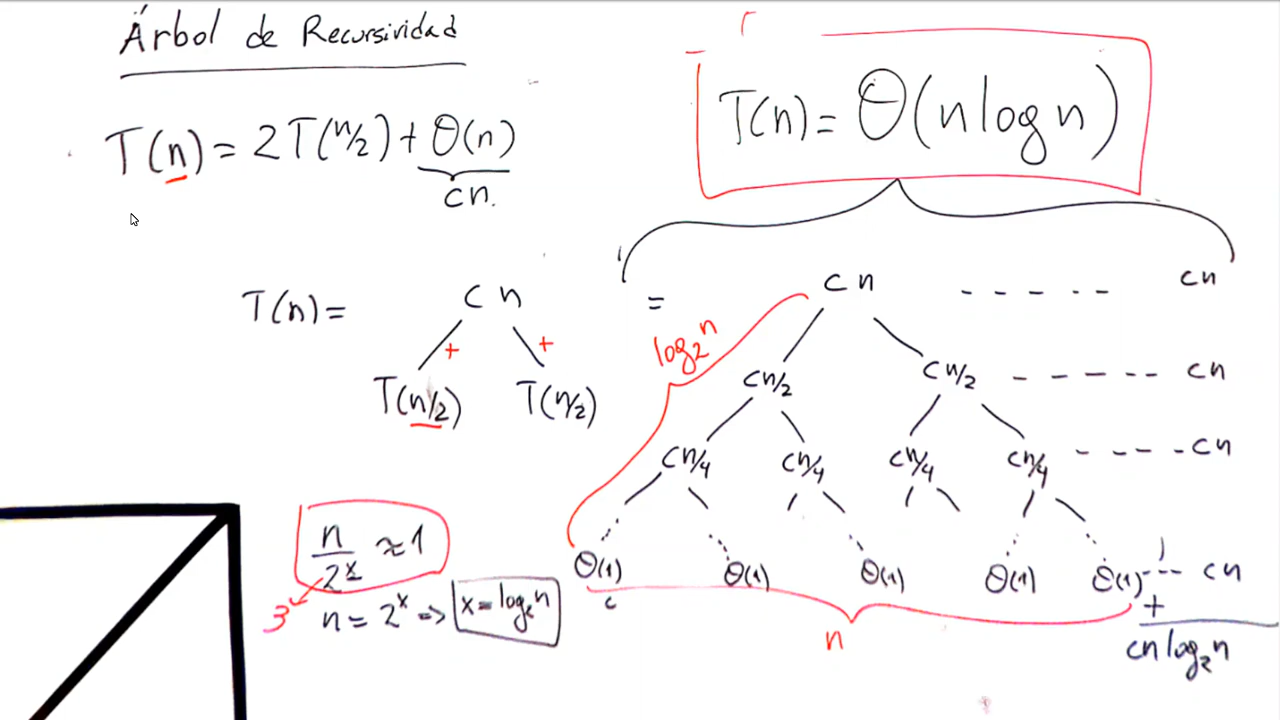 Árbol de Recursividad
T(n) = 2T(n/2) + Θ(n)
cn.
T(n) = Θ(n log n)
T(n) =
cn
+ +
T(n/2) T(n/2)
= cn - - - - - cn
log₂n
cn/2 cn/2 - - - - - cn
cn/4 cn/4 cn/4 cn/4 - - - - - cn
Θ(1) Θ(1) Θ(1) Θ(1) Θ(1) - - - cn
c
n
+
cn log₂n
n/2ˣ ≈ 1
3
n = 2ˣ => x = log₂n